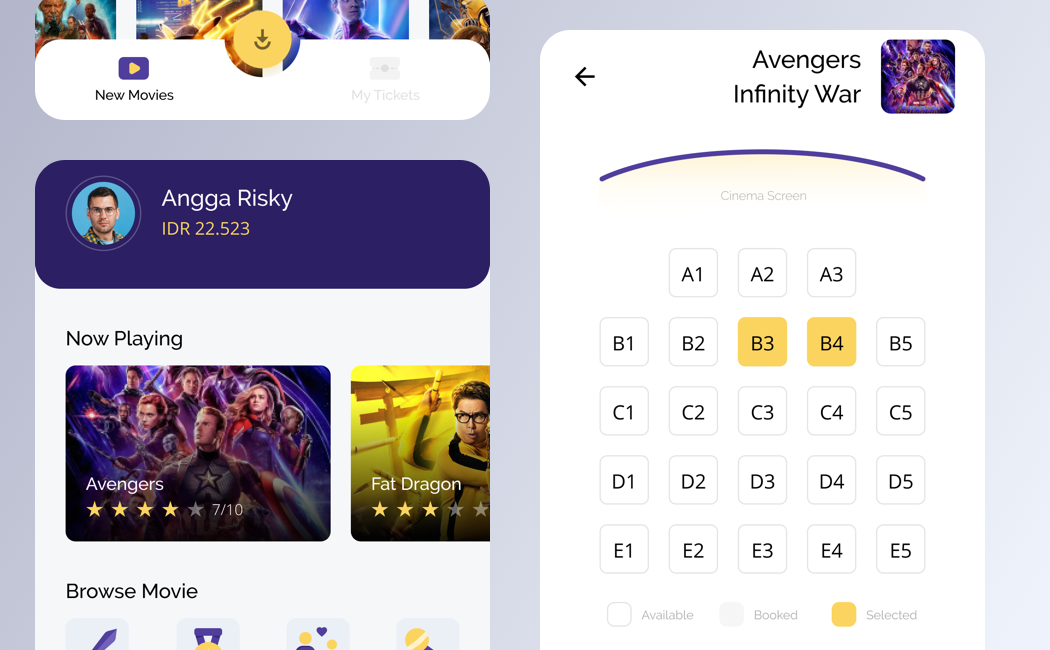 New Movies
My Tickets
Angga Risky
IDR 22.523
Now Playing
Avengers
7/10
Fat Dragon
Browse Movie
Avengers
Infinity War
Cinema Screen
A1 A2 A3
B1 B2 B3 B4 B5
C1 C2 C3 C4 C5
D1 D2 D3 D4 D5
E1 E2 E3 E4 E5
Available Booked Selected